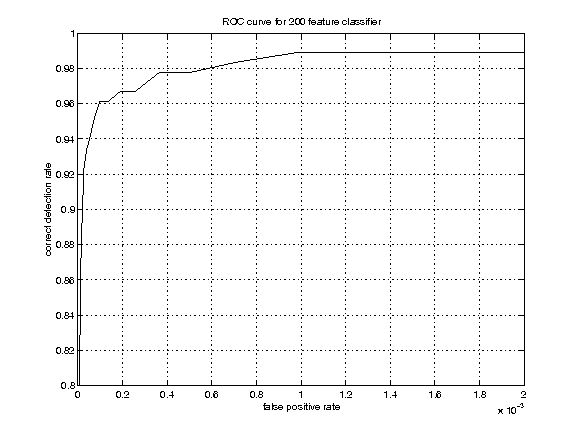 ROC curve for 200 feature classifier
1
0.98
0.96
0.94
0.92
0.9
0.88
0.86
0.84
0.82
0.8
correct detection rate
0 0.2 0.4 0.6 0.8 1 1.2 1.4 1.6 1.8 2
false positive rate
x 10⁻³